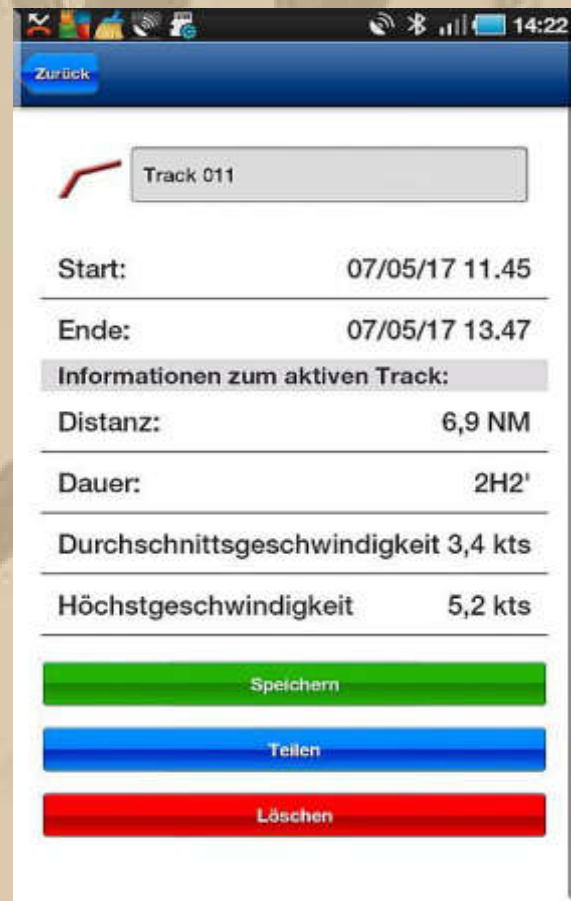 14:22
Zurück
Track 011
Start: 07/05/17 11.45
Ende: 07/05/17 13.47
Informationen zum aktiven Track:
Distanz: 6,9 NM
Dauer: 2H2'
Durchschnittsgeschwindigkeit 3,4 kts
Höchstgeschwindigkeit 5,2 kts
Speichern
Teilen
Löschen